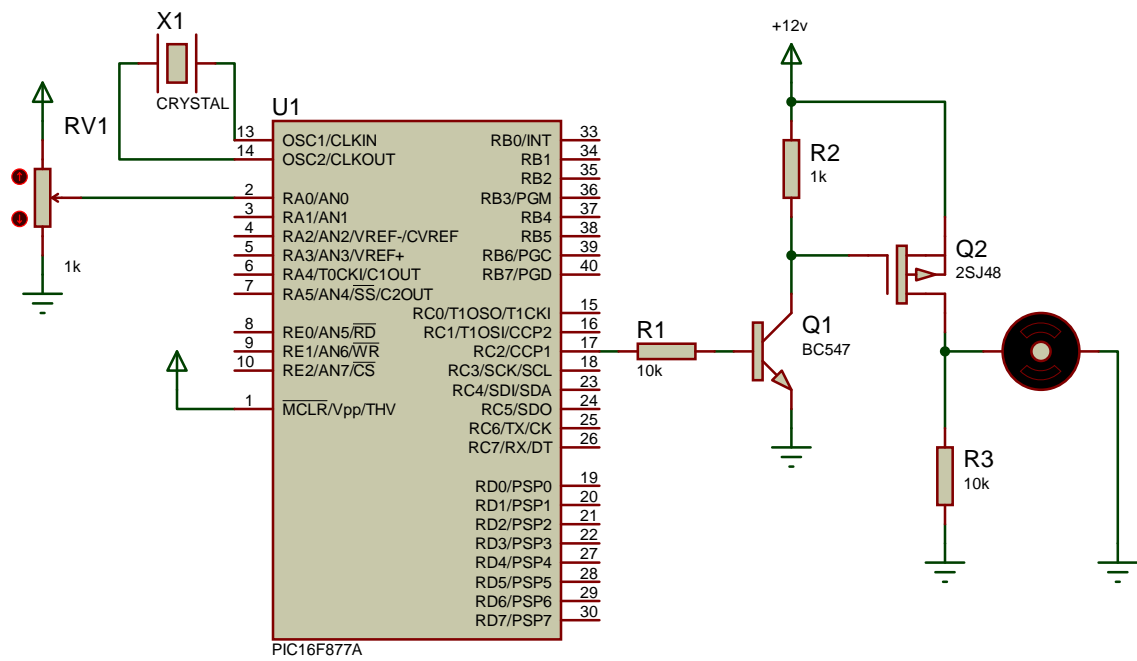 X1
CRYSTAL
RV1
1k
U1
13 OSC1/CLKIN
14 OSC2/CLKOUT
2 RA0/AN0
3 RA1/AN1
4 RA2/AN2/VREF-/CVREF
5 RA3/AN3/VREF+
6 RA4/T0CKI/C1OUT
7 RA5/AN4/SS/C2OUT
8 RE0/AN5/RD
9 RE1/AN6/WR
10 RE2/AN7/CS
1 MCLR/Vpp/THV
RB0/INT 33
RB1 34
RB2 35
RB3/PGM 36
RB4 37
RB5 38
RB6/PGC 39
RB7/PGD 40
RC0/T1OSO/T1CKI 15
RC1/T1OSI/CCP2 16
RC2/CCP1 17
RC3/SCK/SCL 18
RC4/SDI/SDA 23
RC5/SDO 24
RC6/TX/CK 25
RC7/RX/DT 26
RD0/PSP0 19
RD1/PSP1 20
RD2/PSP2 21
RD3/PSP3 22
RD4/PSP4 27
RD5/PSP5 28
RD6/PSP6 29
RD7/PSP7 30
PIC16F877A
R1
10k
+12v
R2
1k
Q1
BC547
Q2
2SJ48
R3
10k